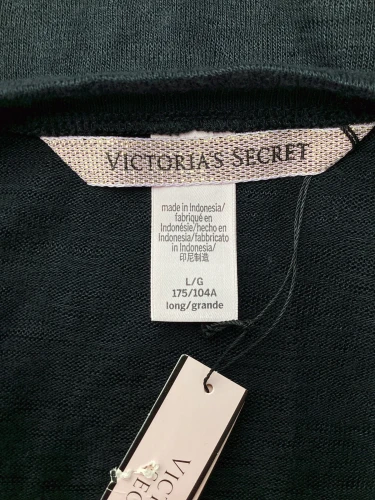 VICTORIA'S SECRET
made in Indonesia/
fabriqué en
Indonésie/hecho en
Indonesia/fabbricato
in Indonesia/
印尼制造
L/G
175/104A
long/grande
VICTORIA'S
SECRET